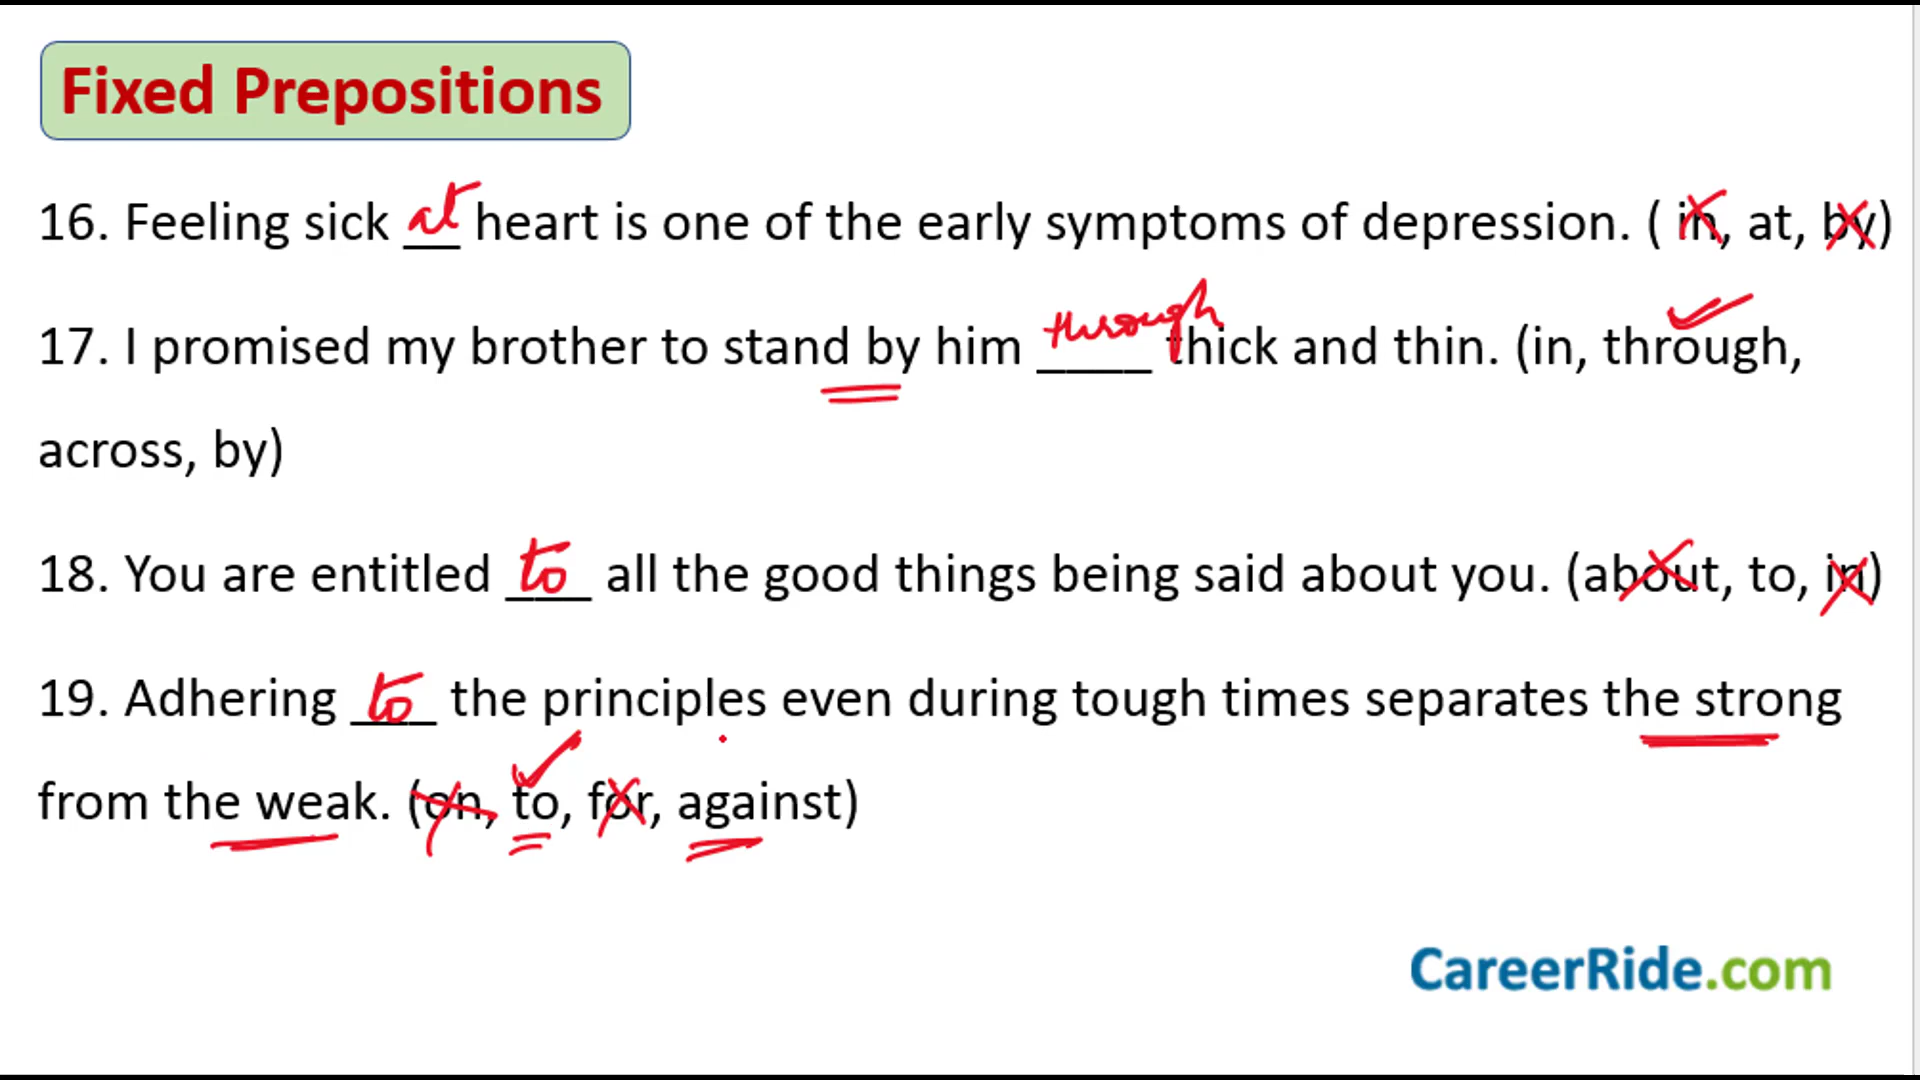 Fixed Prepositions
16. Feeling sick at heart is one of the early symptoms of depression. ( in, at, by)
17. I promised my brother to stand by him through thick and thin. (in, through,
across, by)
18. You are entitled to all the good things being said about you. (about, to, in)
19. Adhering to the principles even during tough times separates the strong
from the weak. (on, to, for, against)
CareerRide.com